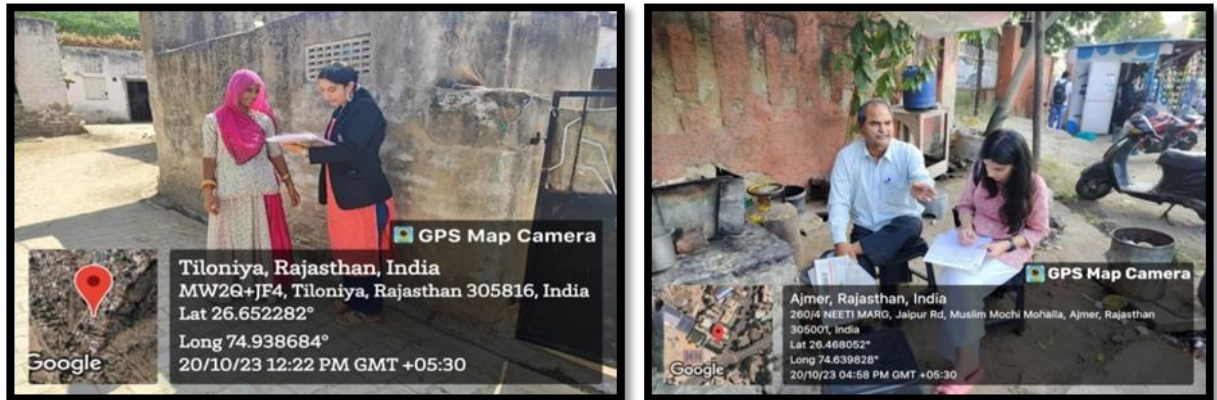 GPS Map Camera
Tiloniya, Rajasthan, India
MW2Q+JF4, Tiloniya, Rajasthan 305816, India
Lat 26.652282°
Long 74.938684°
20/10/23 12:22 PM GMT +05:30
Google
GPS Map Camera
Ajmer, Rajasthan, India
260/4 NEETI MARG, Jaipur Rd, Muslim Mochi Mohalla, Ajmer, Rajasthan
305001, India
Lat 26.468052°
Long 74.639828°
20/10/23 04:58 PM GMT +05:30
Google